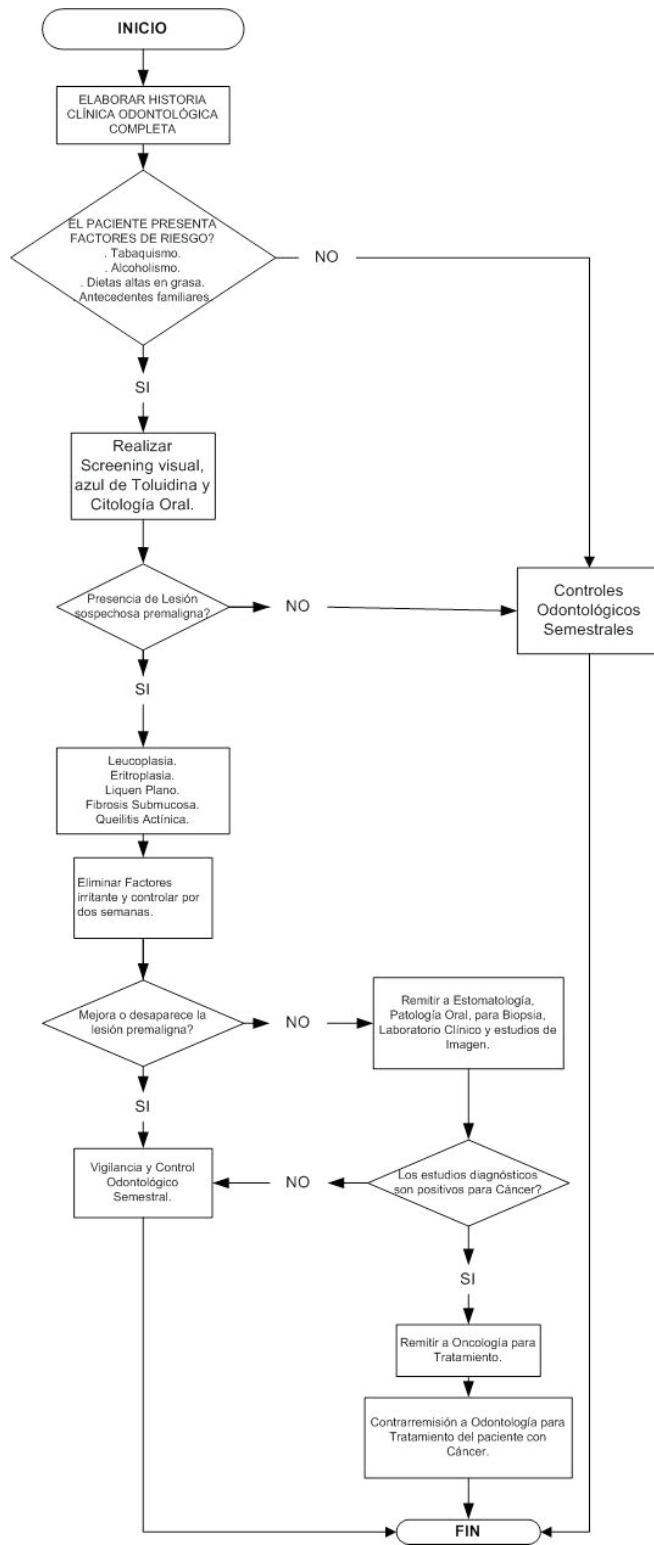 INICIO
ELABORAR HISTORIA
CLÍNICA ODONTOLÓGICA
COMPLETA
EL PACIENTE PRESENTA
FACTORES DE RIESGO?
. Tabaquismo.
. Alcoholismo.
. Dietas altas en grasa.
. Antecedentes familiares.
NO
SI
Realizar
Screening visual,
azul de Toluidina y
Citología Oral.
Presencia de Lesión
sospechosa premaligna?
NO
Controles
Odontológicos
Semestrales
SI
Leucoplasia.
Eritroplasia.
Liquen Plano.
Fibrosis Submucosa.
Queilitis Actínica.
Eliminar Factores
irritante y controlar por
dos semanas.
Mejora o desaparece la
lesión premaligna?
NO
Remitir a Estomatología,
Patología Oral, para Biopsia,
Laboratorio Clínico y estudios de
Imagen.
SI
Vigilancia y Control
Odontológico
Semestral.
NO
Los estudios diagnósticos
son positivos para Cáncer?
SI
Remitir a Oncología para
Tratamiento.
Contrarremisión a Odontología para
Tratamiento del paciente con
Cáncer.
FIN